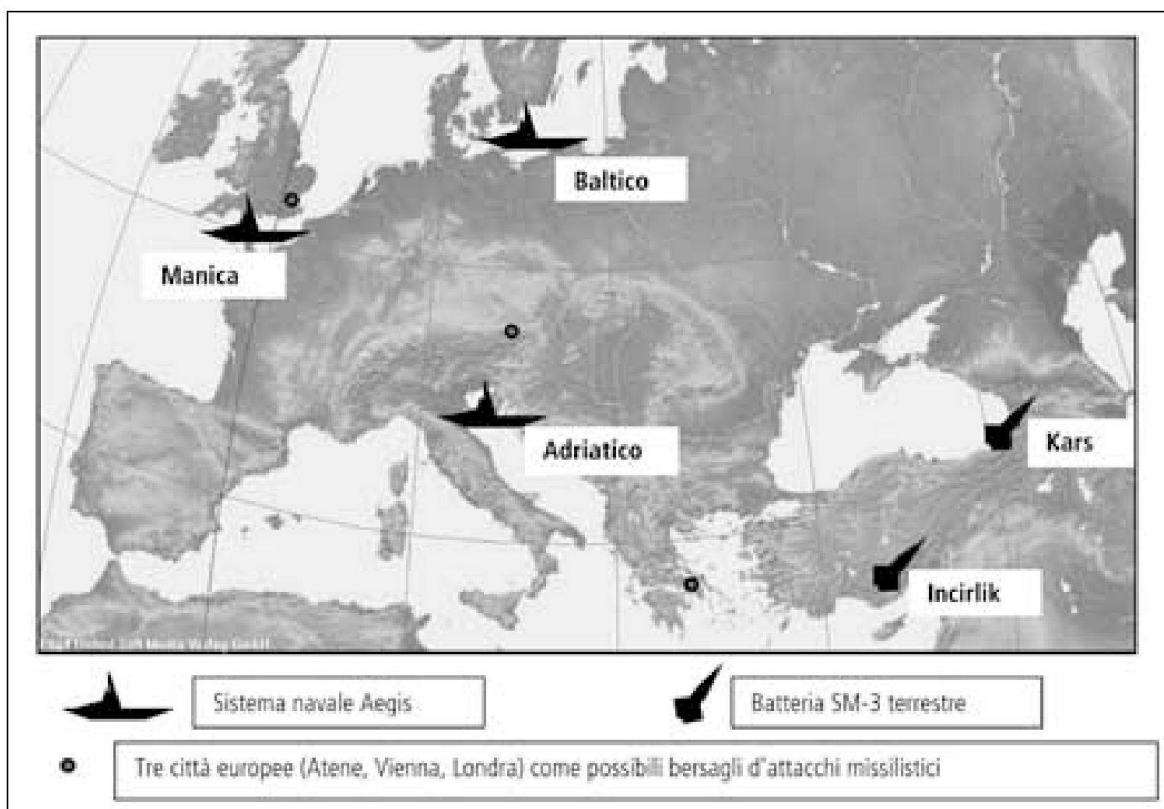 Baltico
Manica
Adriatico
Kars
Incirlik
Sistema navale Aegis
Batteria SM-3 terrestre
Tre città europee (Atene, Vienna, Londra) come possibili bersagli d'attacchi missilistici